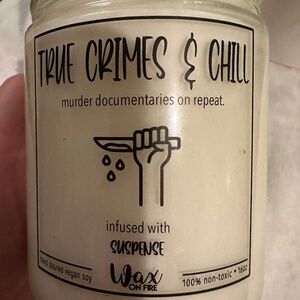 TRUE CRIMES & CHILL
murder documentaries on repeat.
infused with
SUSPENSE
hand poured vegan soy
Wax
ON FIRE
100% non-toxic * 16oz